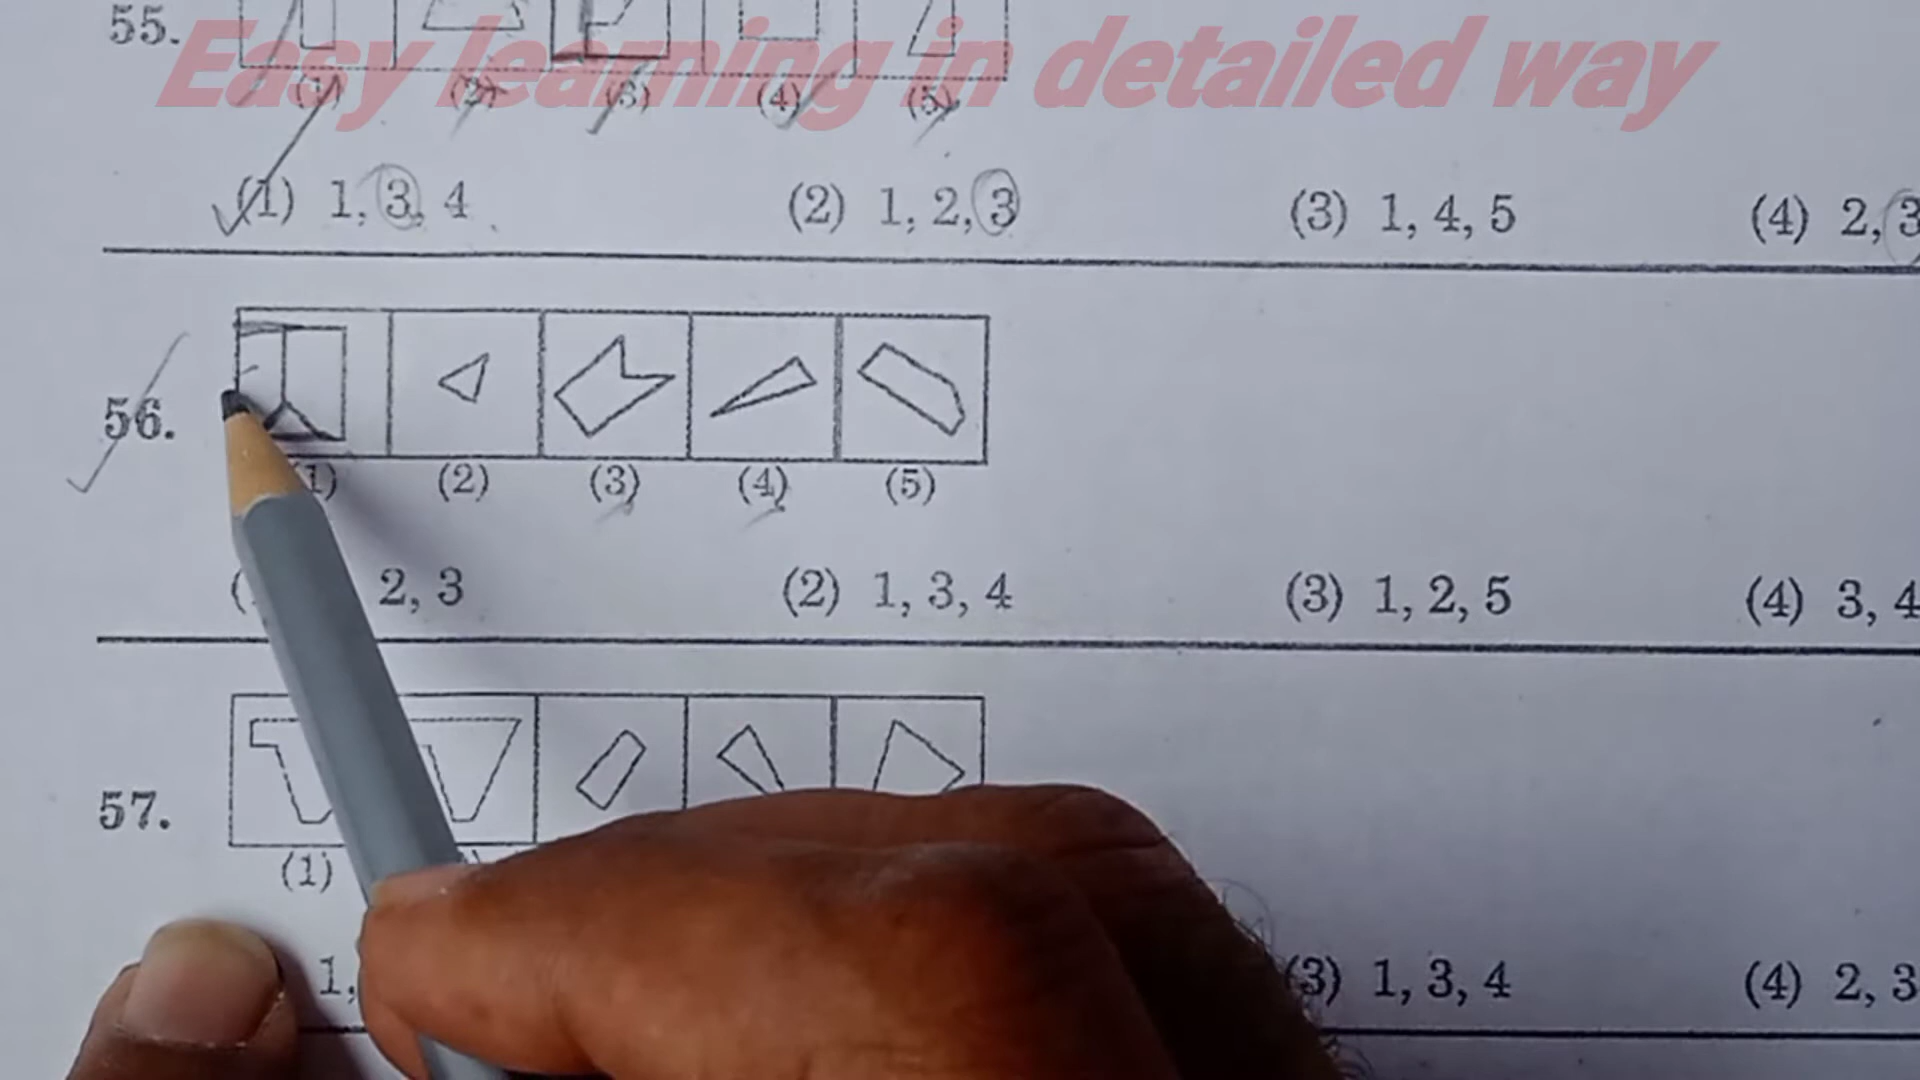 55.
Easy learning in detailed way
(1) (2) (3) (4) (5)
(1) 1, 3, 4 (2) 1, 2, 3 (3) 1, 4, 5 (4) 2, 3
56.
(1) (2) (3) (4) (5)
2, 3 (2) 1, 3, 4 (3) 1, 2, 5 (4) 3, 4
57.
(1)
1, (3) 1, 3, 4 (4) 2, 3